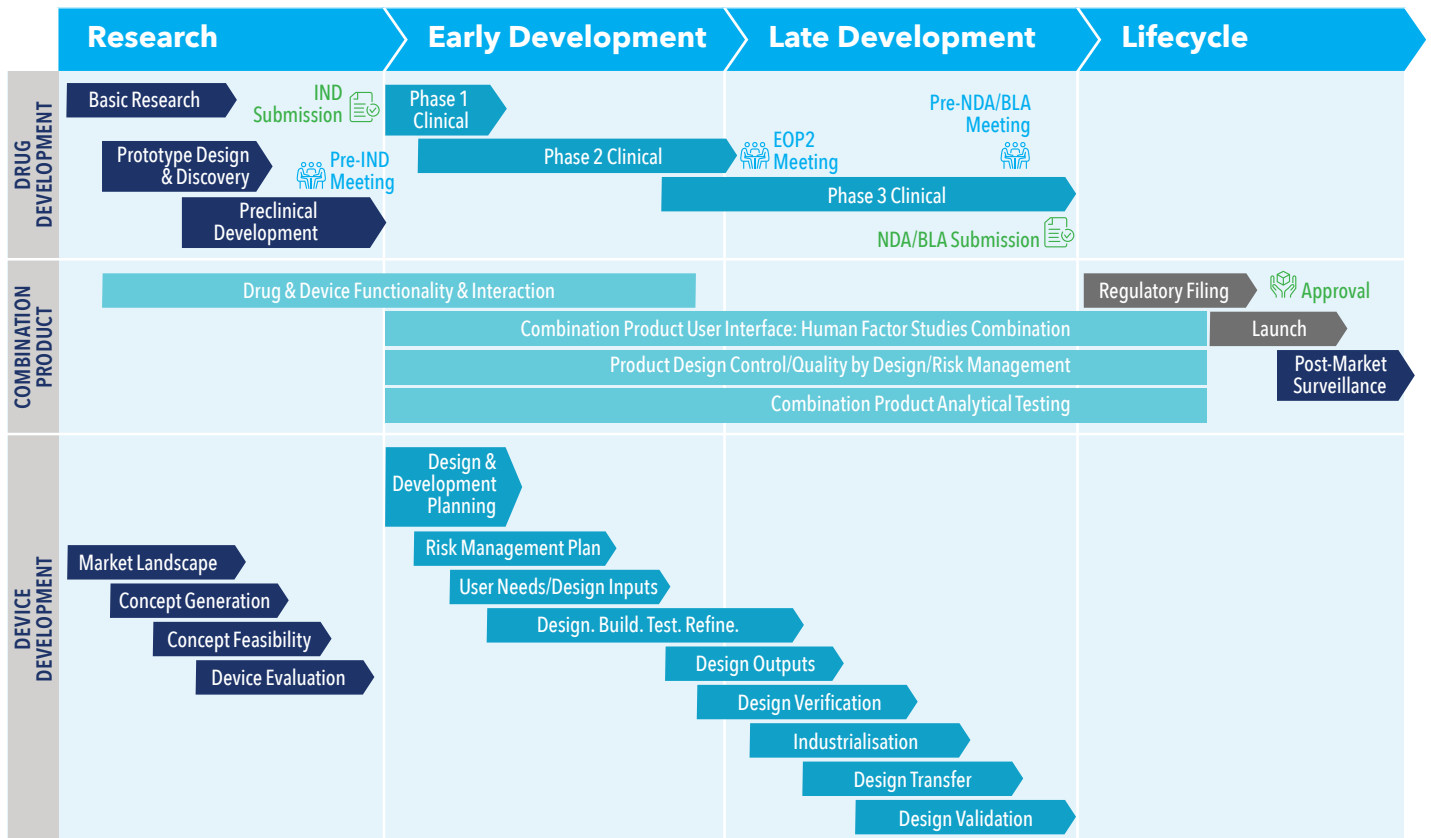 Research
Early Development
Late Development
Lifecycle
DRUG
DEVELOPMENT
Basic Research
IND
Submission
Prototype Design
& Discovery
Pre-IND
Meeting
Preclinical
Development
Phase 1
Clinical
Phase 2 Clinical
EOP2
Meeting
Pre-NDA/BLA
Meeting
Phase 3 Clinical
NDA/BLA Submission
COMBINATION
PRODUCT
Drug & Device Functionality & Interaction
Regulatory Filing
Approval
Combination Product User Interface: Human Factor Studies Combination
Launch
Product Design Control/Quality by Design/Risk Management
Post-Market
Surveillance
Combination Product Analytical Testing
DEVICE
DEVELOPMENT
Market Landscape
Concept Generation
Concept Feasibility
Device Evaluation
Design &
Development
Planning
Risk Management Plan
User Needs/Design Inputs
Design. Build. Test. Refine.
Design Outputs
Design Verification
Industrialisation
Design Transfer
Design Validation